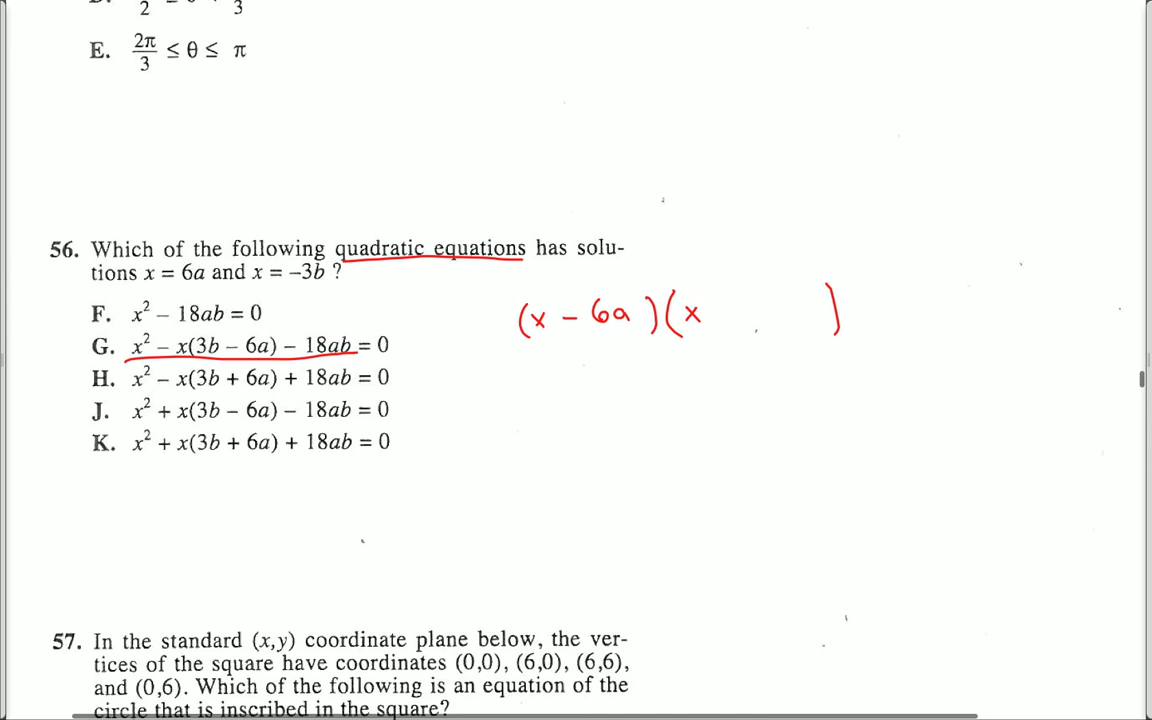 2 3
E. 2π/3 ≤ θ ≤ π
56. Which of the following quadratic equations has solu-
tions x = 6a and x = –3b ?
F. x² – 18ab = 0
G. x² – x(3b – 6a) – 18ab = 0
H. x² – x(3b + 6a) + 18ab = 0
J. x² + x(3b – 6a) – 18ab = 0
K. x² + x(3b + 6a) + 18ab = 0
(x – 6a)(x )
57. In the standard (x,y) coordinate plane below, the ver-
tices of the square have coordinates (0,0), (6,0), (6,6),
and (0,6). Which of the following is an equation of the
circle that is inscribed in the square?